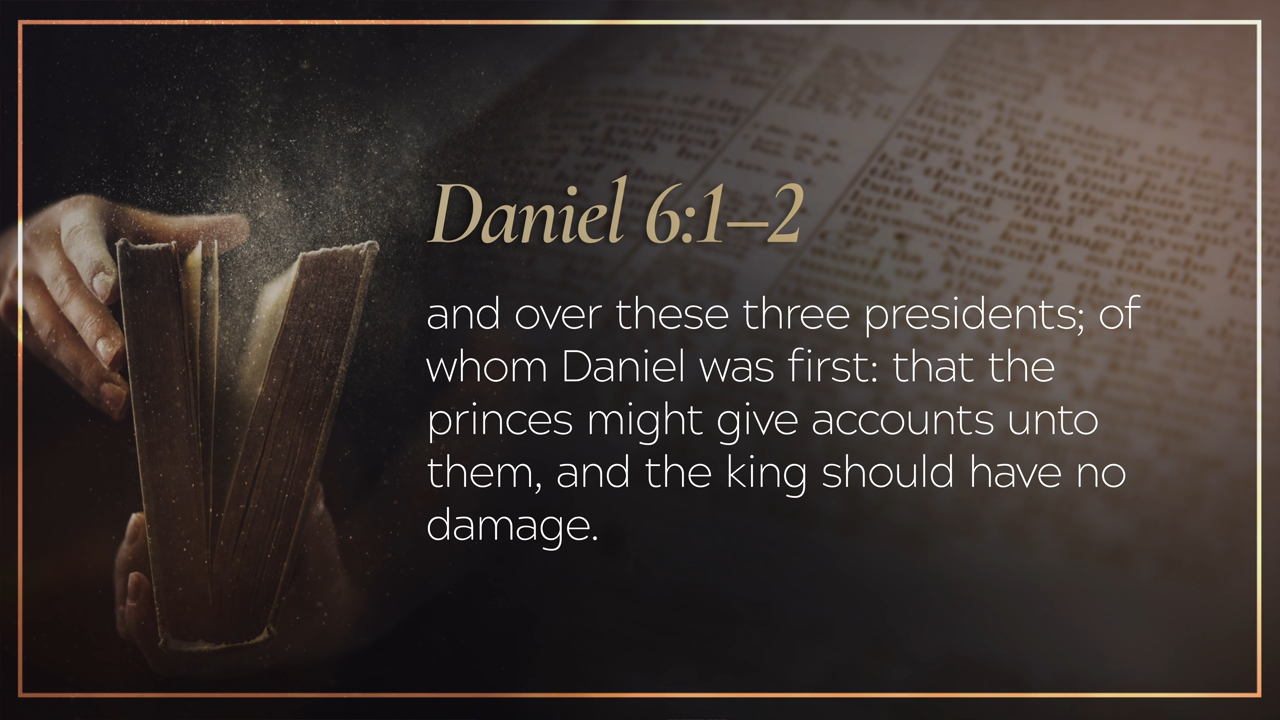 Daniel 6:1–2
and over these three presidents; of
whom Daniel was first: that the
princes might give accounts unto
them, and the king should have no
damage.